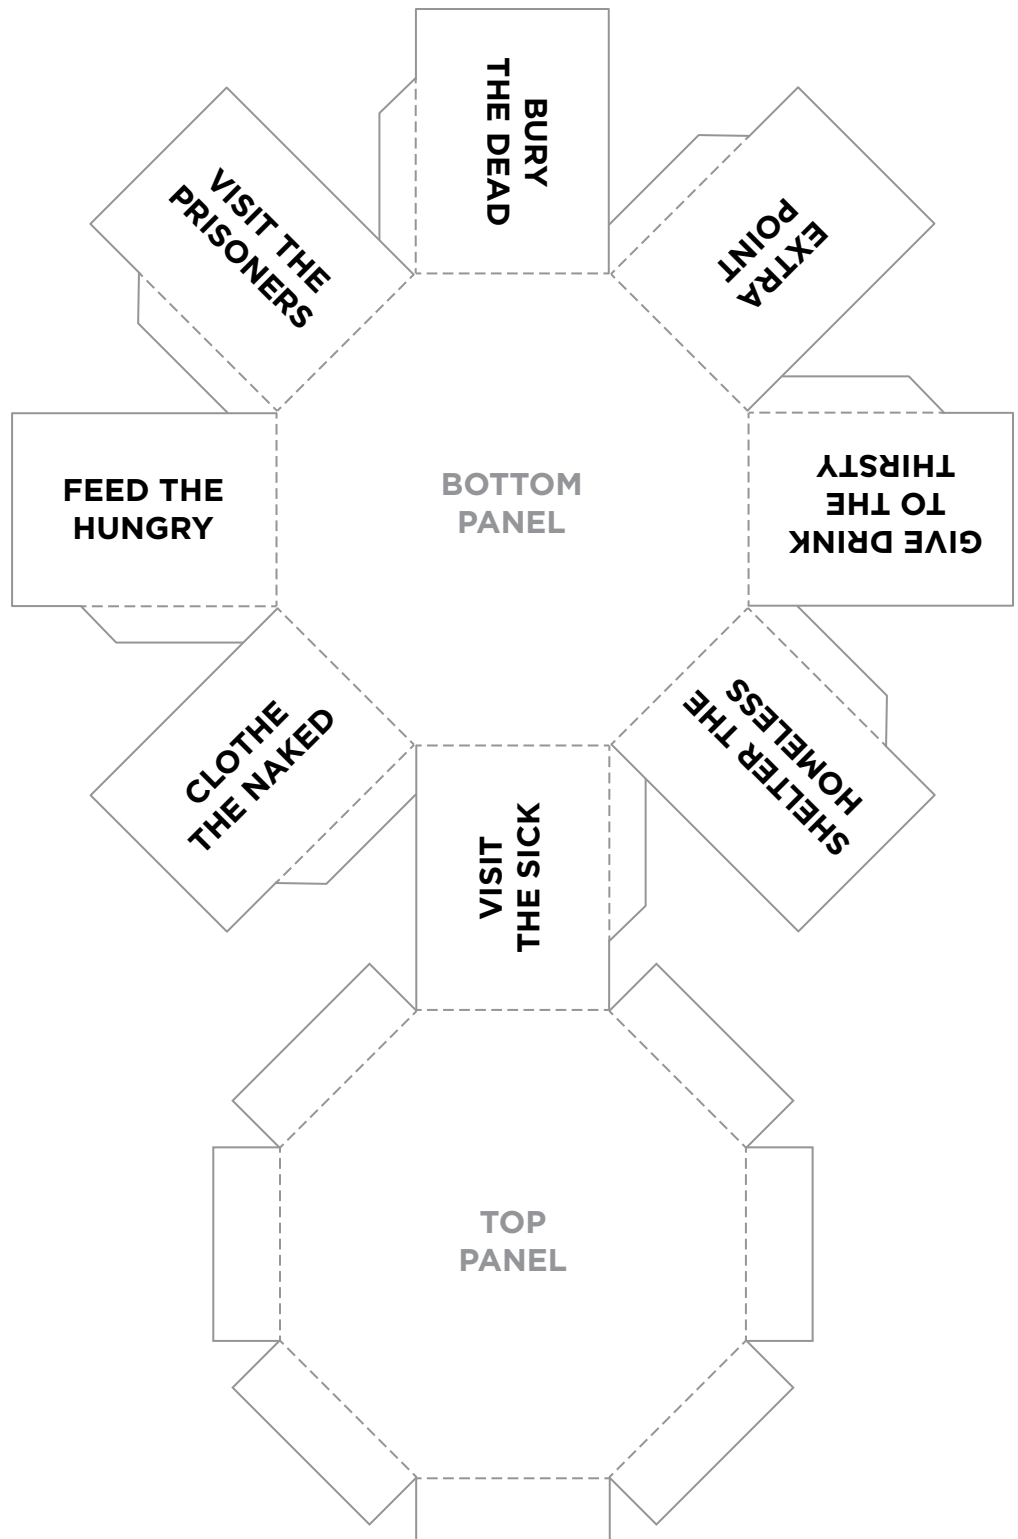 BURY
THE DEAD
VISIT THE
PRISONERS
EXTRA
POINT
FEED THE
HUNGRY
BOTTOM
PANEL
GIVE DRINK
TO THE
THIRSTY
CLOTHE
THE NAKED
SHELTER THE
HOMELESS
VISIT
THE SICK
TOP
PANEL